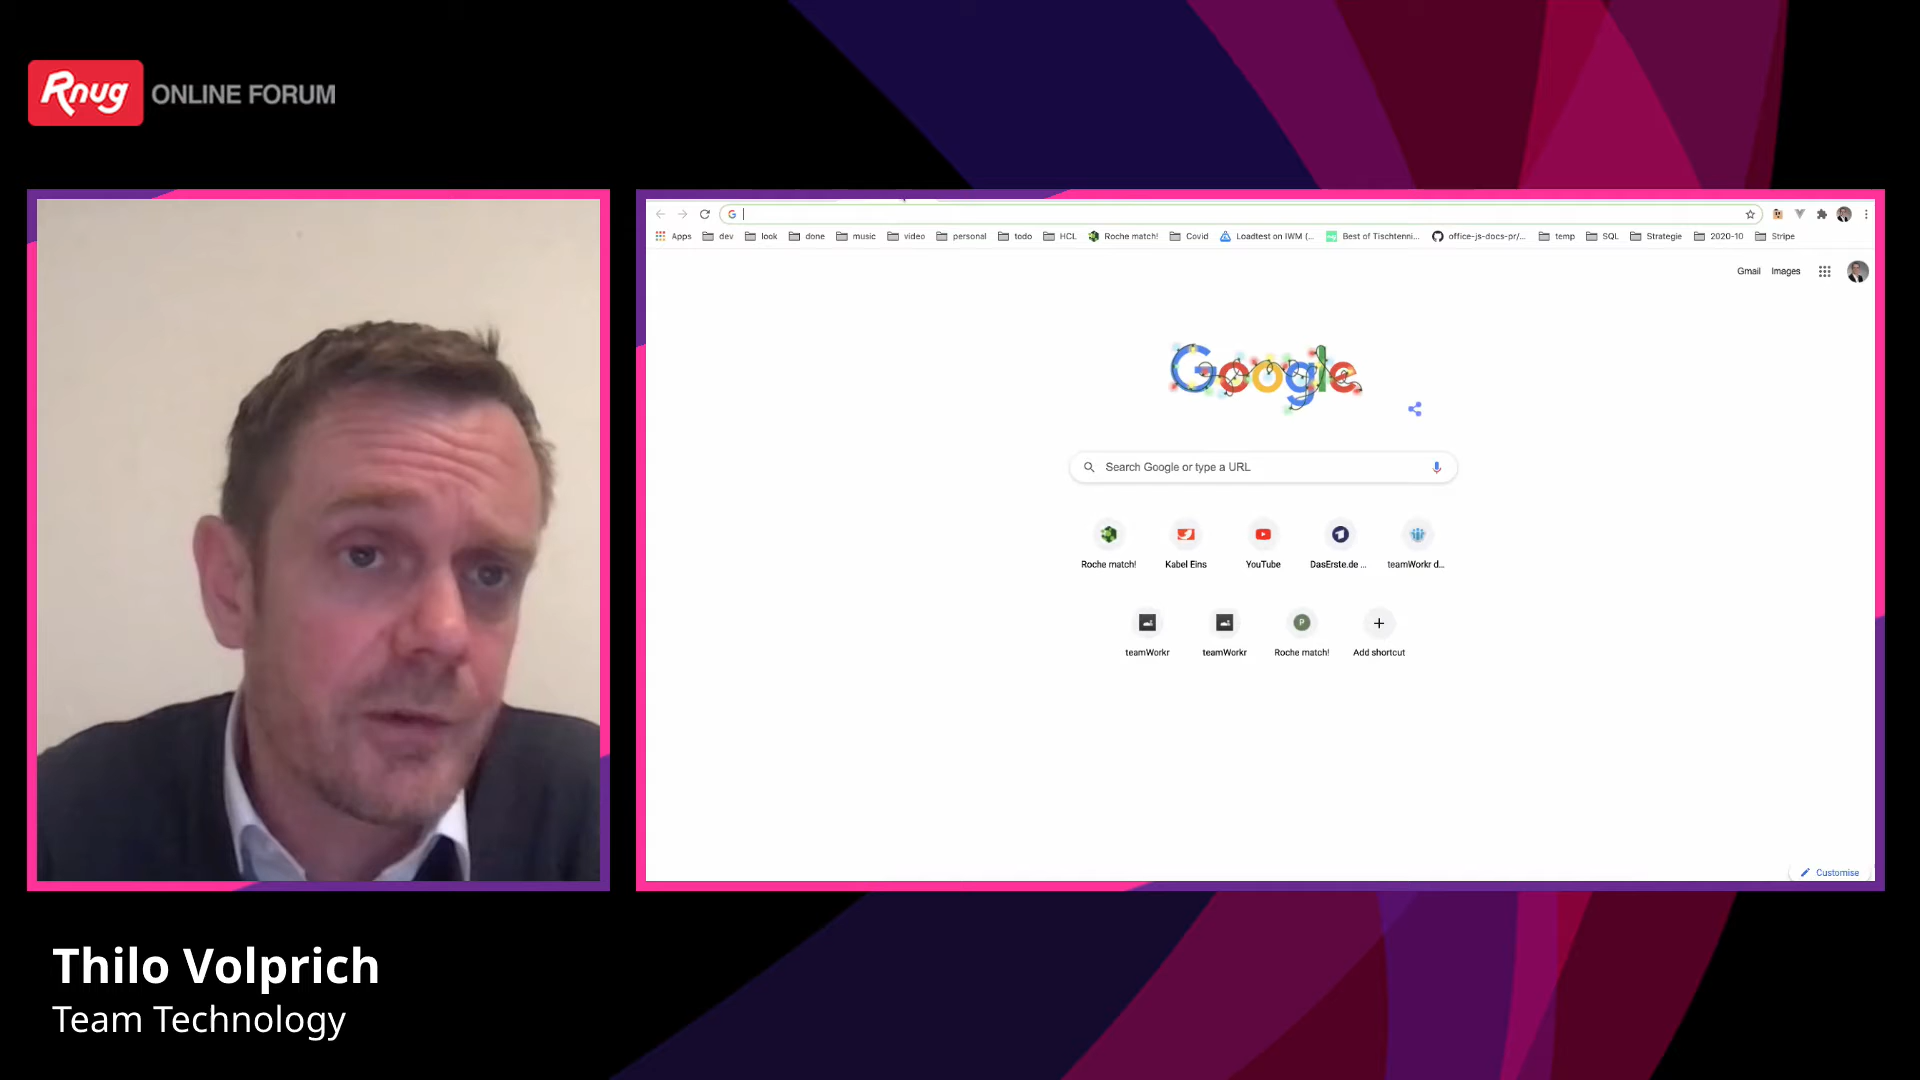 Rnug ONLINE FORUM
Apps dev look done music video personal todo HCL Roche match! Covid Loadtest on IWM (... Best of Tischtenni... office-js-docs-pr/... temp SQL Strategie 2020-10 Stripe
Gmail Images
Google
Search Google or type a URL
Roche match! Kabel Eins YouTube DasErste.de ... teamWorkr d...
P
teamWorkr teamWorkr Roche match! Add shortcut
Customise
Thilo Volprich
Team Technology